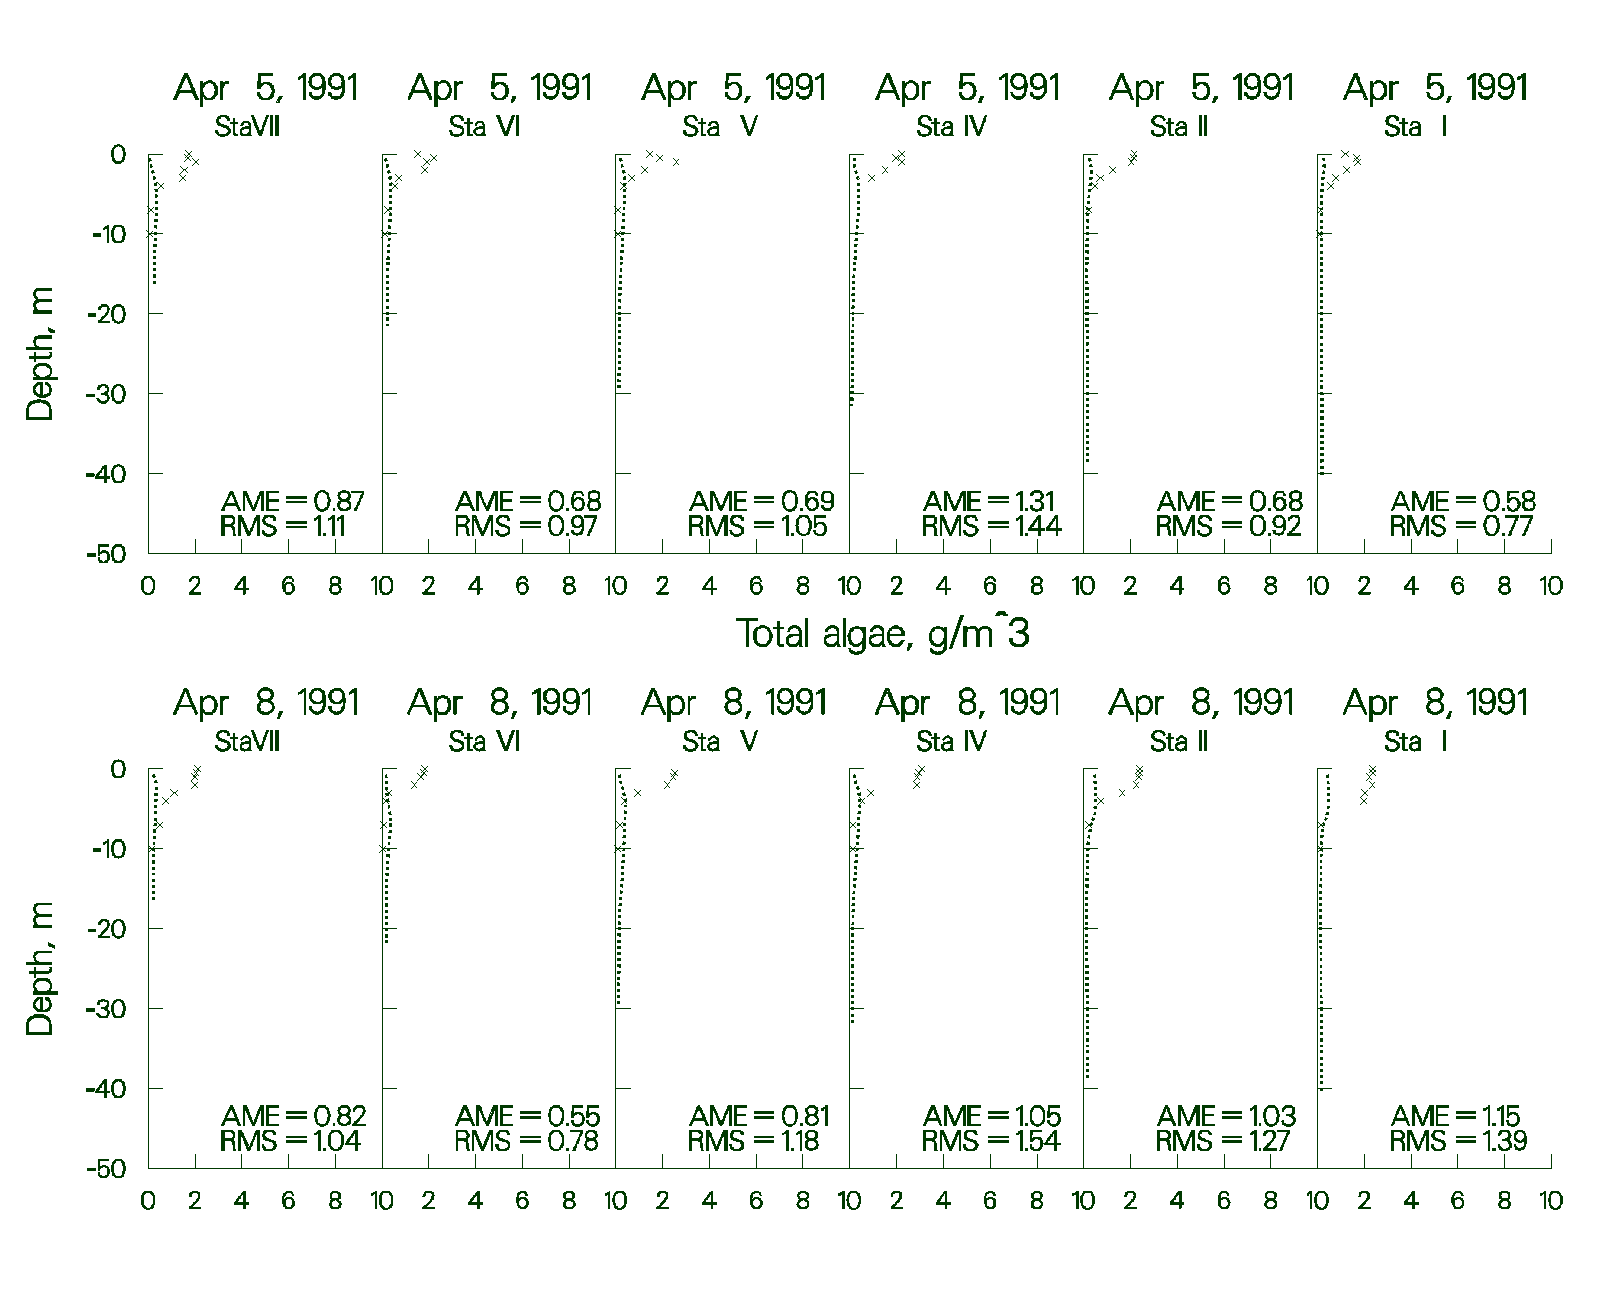 Apr 5, 1991 Apr 5, 1991 Apr 5, 1991 Apr 5, 1991 Apr 5, 1991 Apr 5, 1991
StaVII Sta VI Sta V Sta IV Sta II Sta I
0
-10
-20
-30
-40
-50
Depth, m
AME = 0.87 AME = 0.68 AME = 0.69 AME = 1.31 AME = 0.68 AME = 0.58
RMS = 1.11 RMS = 0.97 RMS = 1.05 RMS = 1.44 RMS = 0.92 RMS = 0.77
0 2 4 6 8 10 2 4 6 8 10 2 4 6 8 10 2 4 6 8 10 2 4 6 8 10 2 4 6 8 10
Total algae, g/m^3
Apr 8, 1991 Apr 8, 1991 Apr 8, 1991 Apr 8, 1991 Apr 8, 1991 Apr 8, 1991
StaVII Sta VI Sta V Sta IV Sta II Sta I
0
-10
-20
-30
-40
-50
Depth, m
AME = 0.82 AME = 0.55 AME = 0.81 AME = 1.05 AME = 1.03 AME = 1.15
RMS = 1.04 RMS = 0.78 RMS = 1.18 RMS = 1.54 RMS = 1.27 RMS = 1.39
0 2 4 6 8 10 2 4 6 8 10 2 4 6 8 10 2 4 6 8 10 2 4 6 8 10 2 4 6 8 10